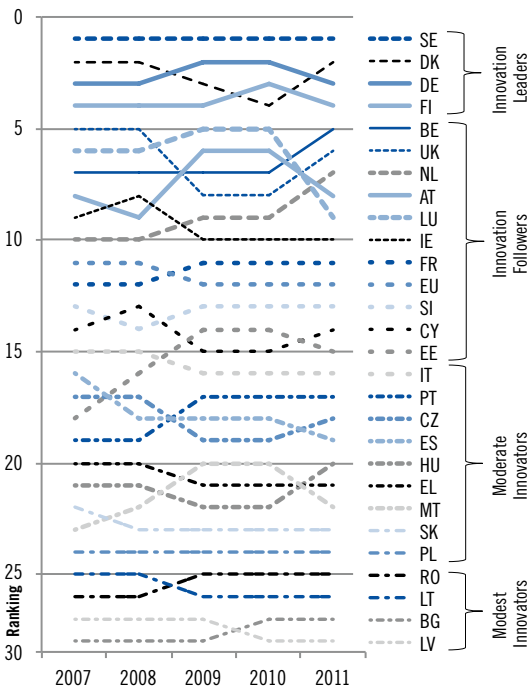 0
5
10
15
20
25
30
Ranking
2007 2008 2009 2010 2011
SE
DK
DE
FI
BE
UK
NL
AT
LU
IE
FR
EU
SI
CY
EE
IT
PT
CZ
ES
HU
EL
MT
SK
PL
RO
LT
BG
LV
Innovation
Leaders
Innovation
Followers
Moderate
Innovators
Modest
Innovators